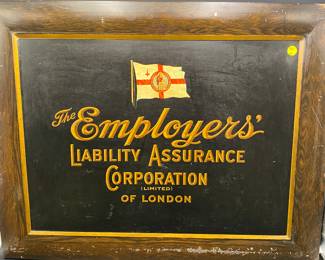 The Employers'
LIABILITY ASSURANCE
CORPORATION
(LIMITED)
OF LONDON